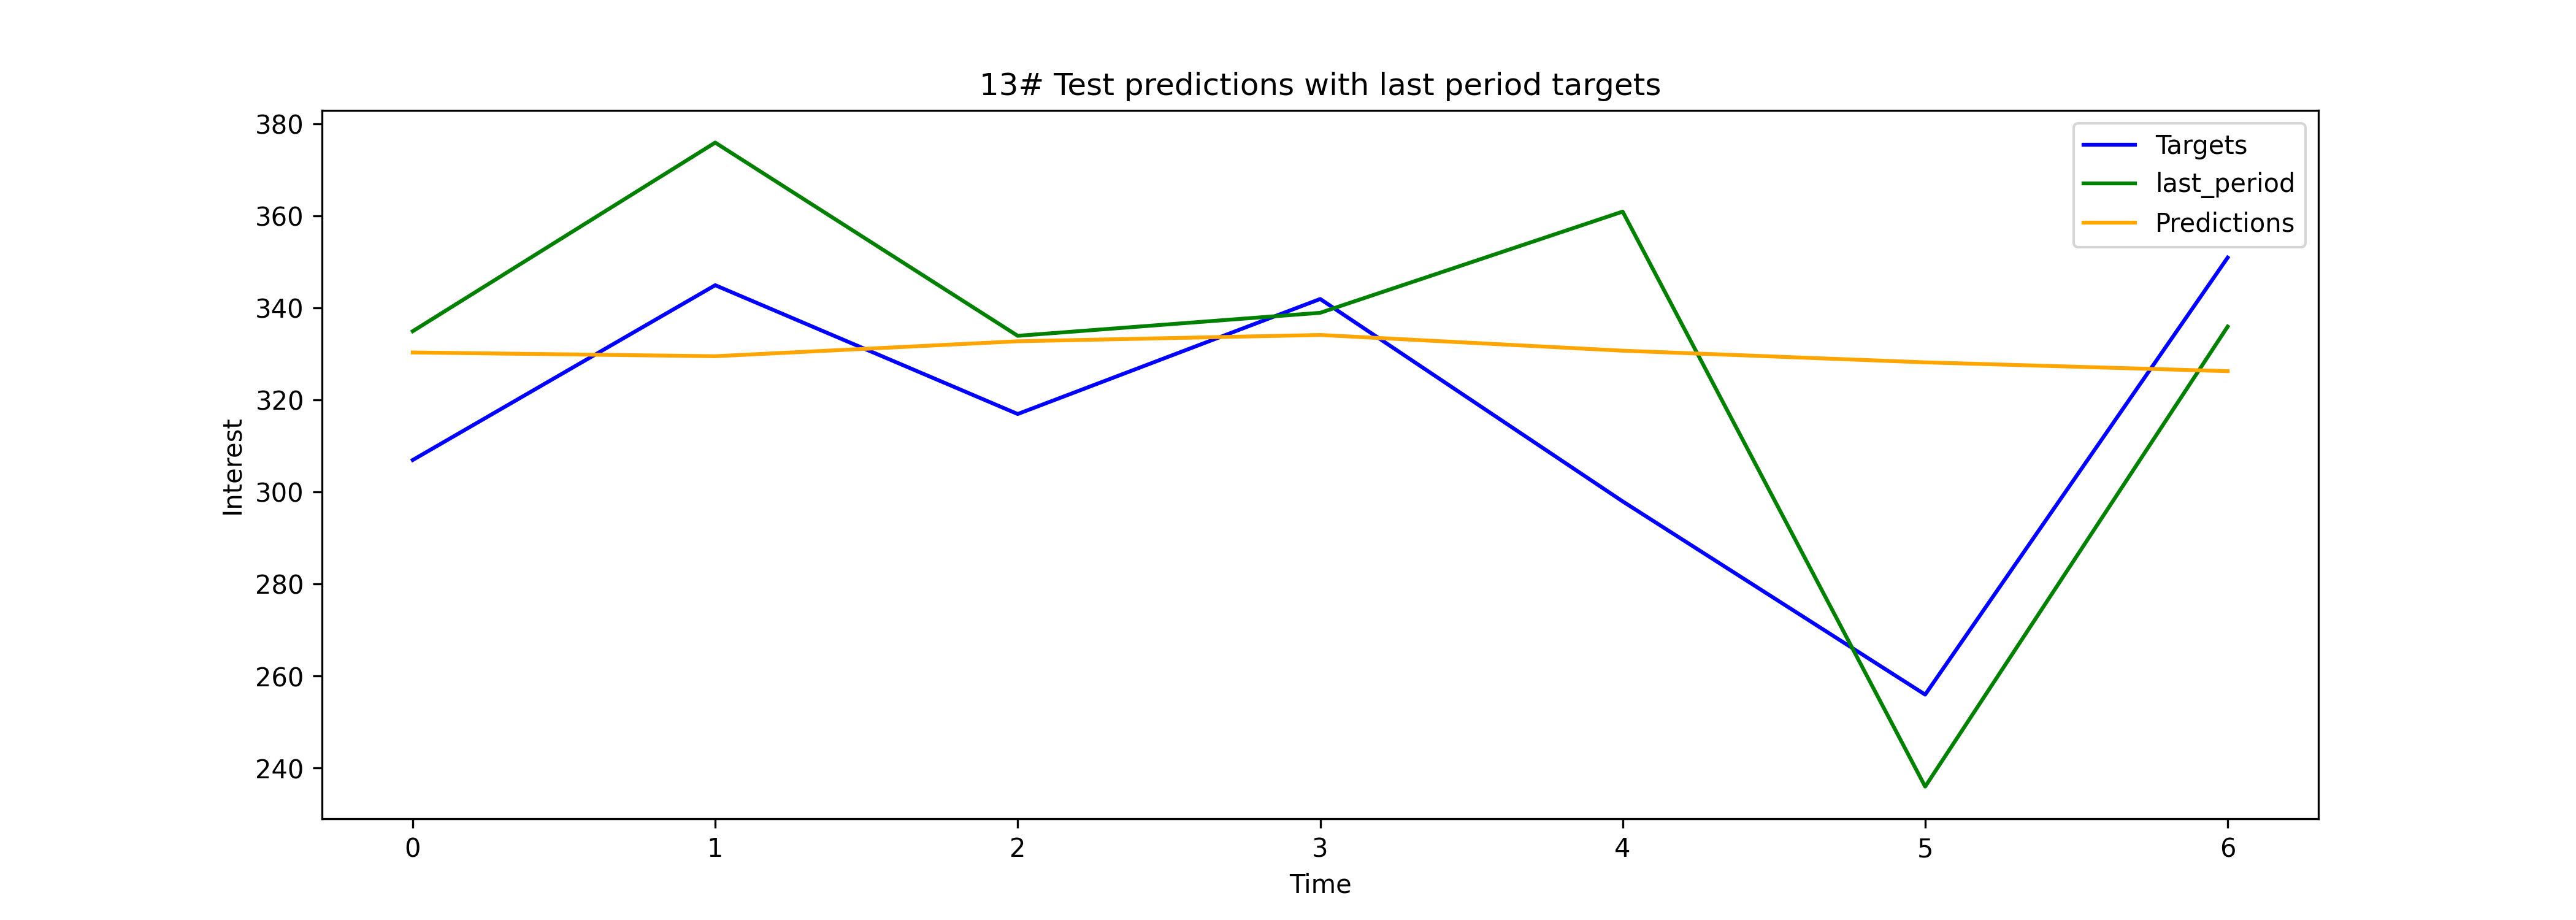 13# Test predictions with last period targets
Targets
last_period
Predictions
Interest
380
360
340
320
300
280
260
240
0 1 2 3 4 5 6
Time